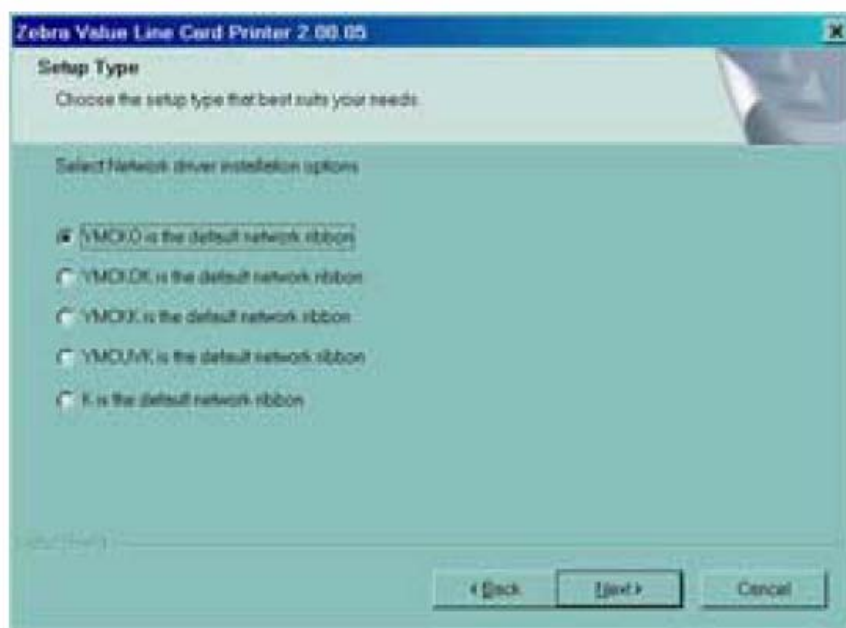 Zebra Value Line Card Printer 2.00.05
Setup Type
Choose the setup type that best suits your needs.
Select Network driver installation options
YMCKO is the default network ribbon
YMCKOK is the default network ribbon
YMCKK is the default network ribbon
YMCUVK is the default network ribbon
K is the default network ribbon
InstallShield
< Back
Next >
Cancel